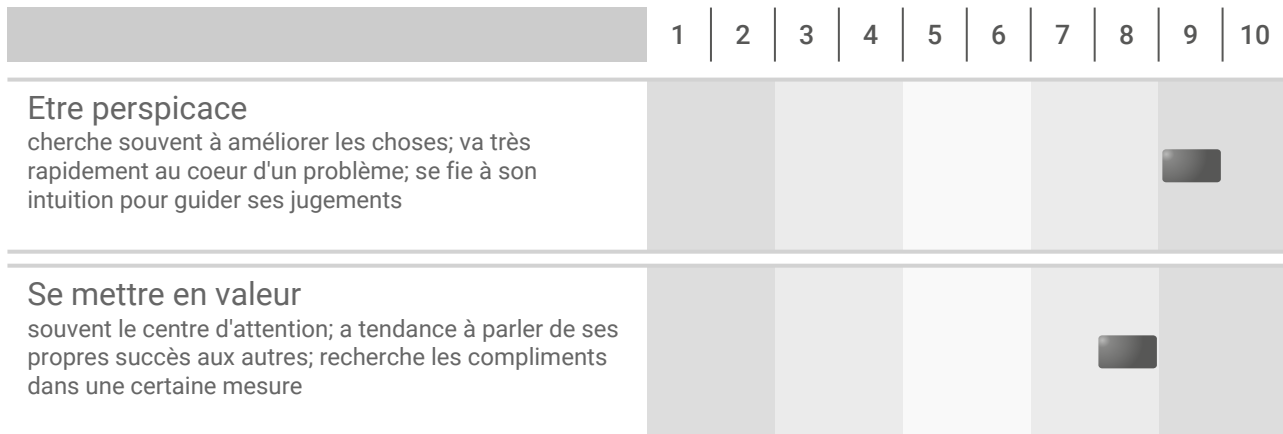 1 2 3 4 5 6 7 8 9 10
Etre perspicace
cherche souvent à améliorer les choses; va très
rapidement au coeur d'un problème; se fie à son
intuition pour guider ses jugements
Se mettre en valeur
souvent le centre d'attention; a tendance à parler de ses
propres succès aux autres; recherche les compliments
dans une certaine mesure